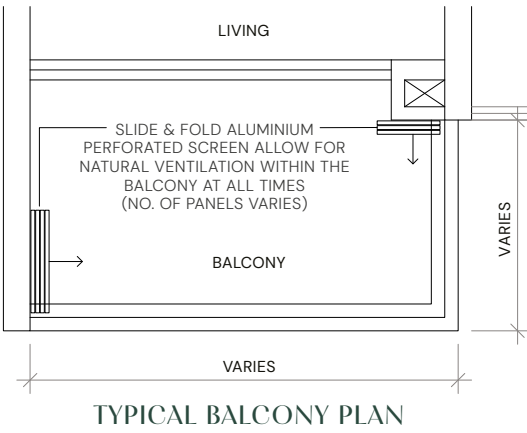 LIVING
SLIDE & FOLD ALUMINIUM
PERFORATED SCREEN ALLOW FOR
NATURAL VENTILATION WITHIN THE
BALCONY AT ALL TIMES
(NO. OF PANELS VARIES)
BALCONY
VARIES
VARIES
TYPICAL BALCONY PLAN